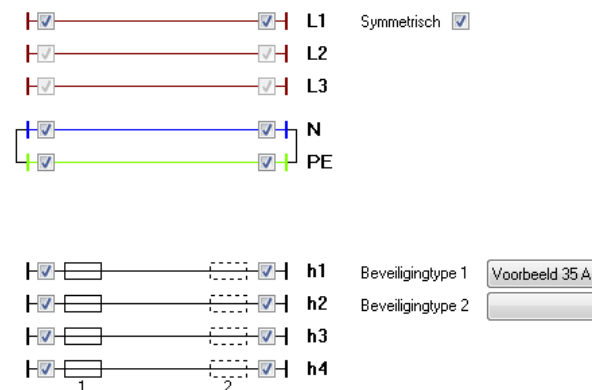 L1 Symmetrisch
L2
L3
N
PE
h1 Beveiligingtype 1 Voorbeeld 35 A
h2 Beveiligingtype 2
h3
h4
1 2